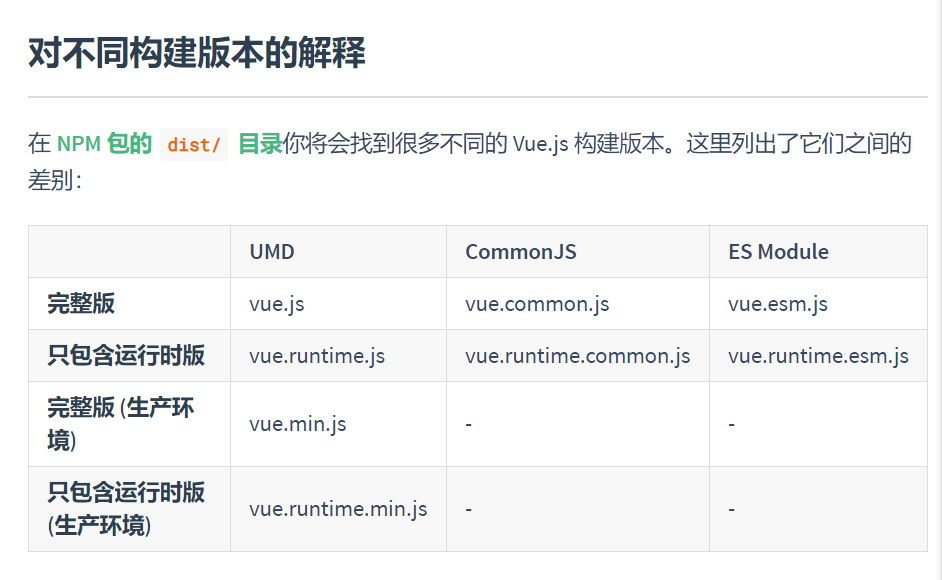 对不同构建版本的解释
在 NPM 包的 dist/ 目录你将会找到很多不同的 Vue.js 构建版本。这里列出了它们之间的
差别：
UMD CommonJS ES Module
完整版 vue.js vue.common.js vue.esm.js
只包含运行时版 vue.runtime.js vue.runtime.common.js vue.runtime.esm.js
完整版 (生产环
境) vue.min.js - -
只包含运行时版
(生产环境) vue.runtime.min.js - -